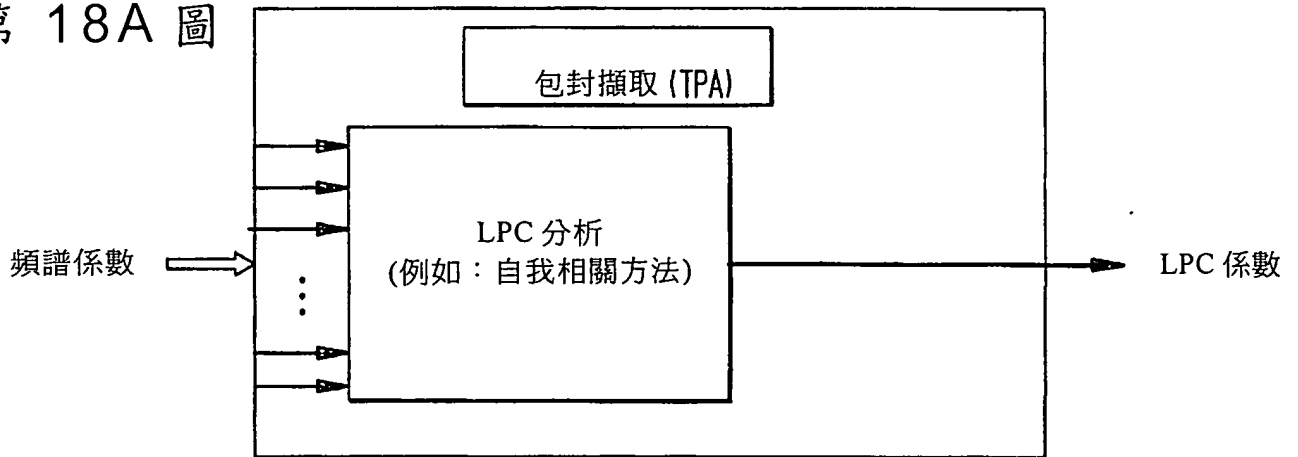 第 18A 圖
包封擷取 (TPA)
LPC 分析
(例如：自我相關方法)
頻譜係數
LPC 係數